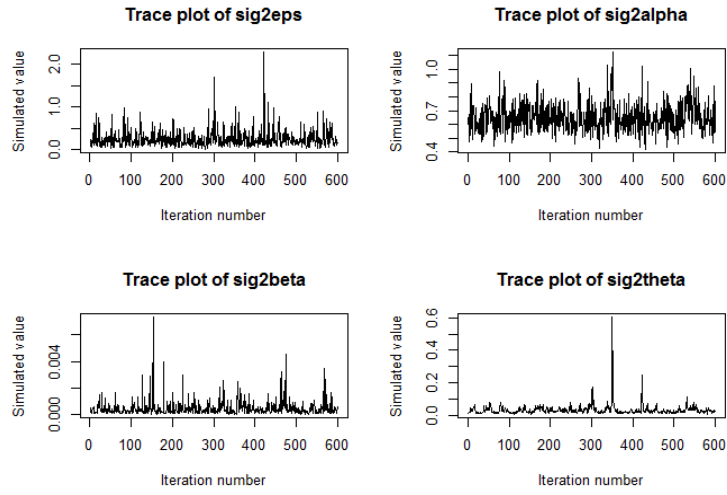 Trace plot of sig2eps
Simulated value
0.0 1.0 2.0
0 100 200 300 400 500 600
Iteration number
Trace plot of sig2alpha
Simulated value
0.4 0.7 1.0
0 100 200 300 400 500 600
Iteration number
Trace plot of sig2beta
Simulated value
0.000 0.004
0 100 200 300 400 500 600
Iteration number
Trace plot of sig2theta
Simulated value
0.0 0.2 0.4 0.6
0 100 200 300 400 500 600
Iteration number